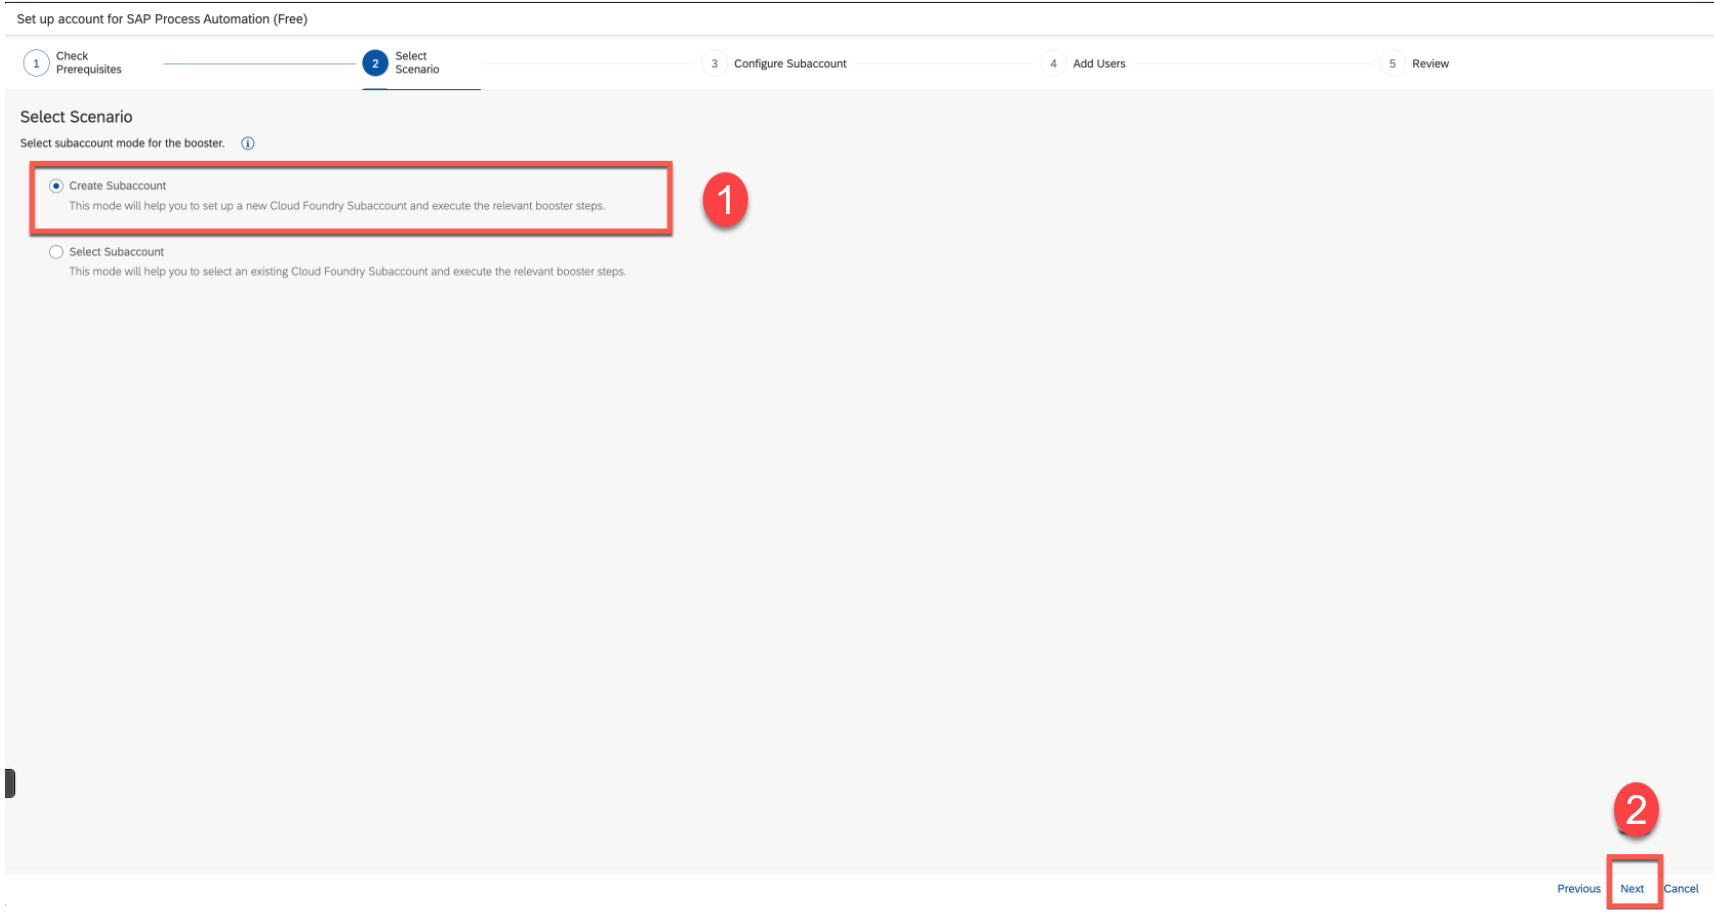 Set up account for SAP Process Automation (Free)
1 Check Prerequisites
2 Select Scenario
3 Configure Subaccount
4 Add Users
5 Review
Select Scenario
Select subaccount mode for the booster.
Create Subaccount
This mode will help you to set up a new Cloud Foundry Subaccount and execute the relevant booster steps.
1
Select Subaccount
This mode will help you to select an existing Cloud Foundry Subaccount and execute the relevant booster steps.
2
Previous Next Cancel